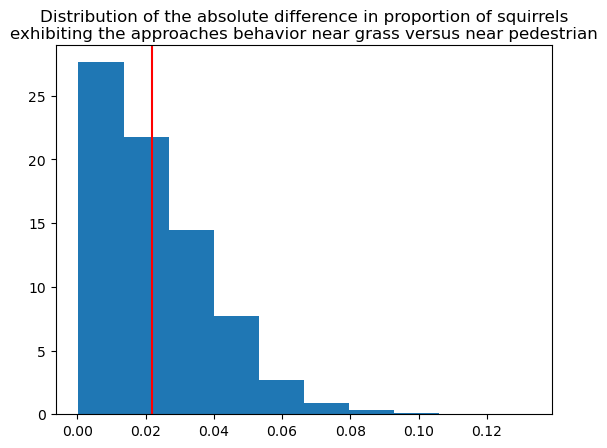 Distribution of the absolute difference in proportion of squirrels
exhibiting the approaches behavior near grass versus near pedestrian
25
20
15
10
5
0
0.00 0.02 0.04 0.06 0.08 0.10 0.12